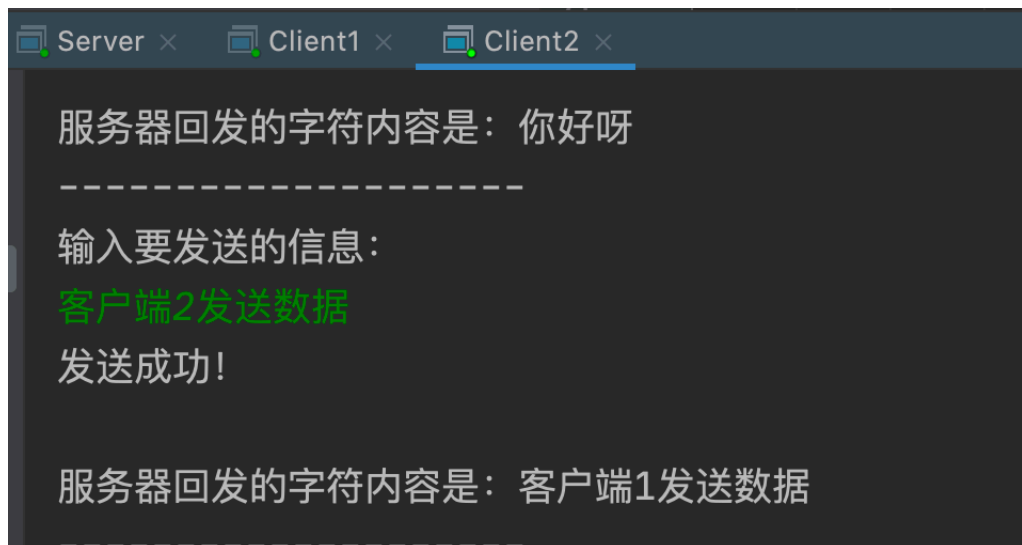 Server × Client1 × Client2 ×
服务器回发的字符内容是：你好呀
--------------------
输入要发送的信息：
客户端2发送数据
发送成功！
服务器回发的字符内容是：客户端1发送数据
--------------------